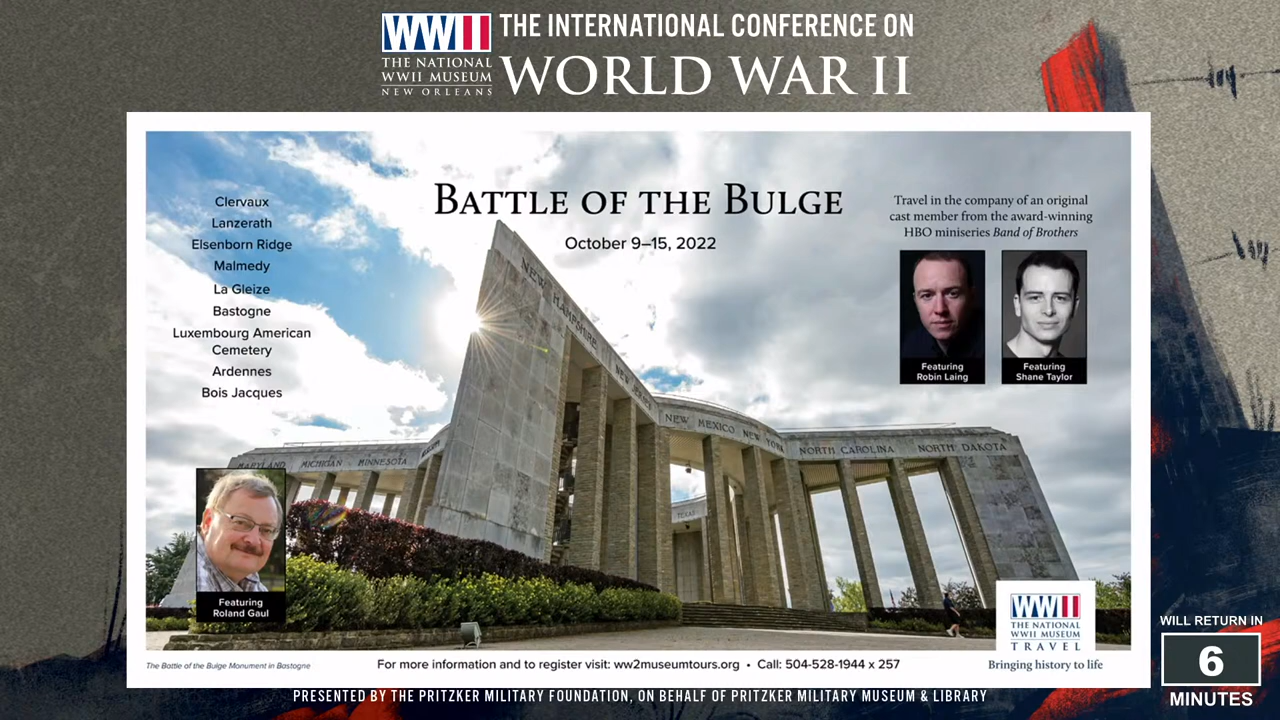 WWII
THE NATIONAL
WWII MUSEUM
NEW ORLEANS
THE INTERNATIONAL CONFERENCE ON
WORLD WAR II
BATTLE OF THE BULGE
October 9–15, 2022
Clervaux
Lanzerath
Elsenborn Ridge
Malmedy
La Gleize
Bastogne
Luxembourg American
Cemetery
Ardennes
Bois Jacques
Travel in the company of an original
cast member from the award-winning
HBO miniseries Band of Brothers
Featuring
Robin Laing
Featuring
Shane Taylor
NEW HAMPSHIRE
NEW JERSEY
NEW MEXICO NEW YORK
NORTH CAROLINA
NORTH DAKOTA
MARYLAND MICHIGAN MINNESOTA
TEXAS
Featuring
Roland Gaul
WWII
THE NATIONAL
WWII MUSEUM
TRAVEL
Bringing history to life
The Battle of the Bulge Monument in Bastogne
For more information and to register visit: ww2museumtours.org • Call: 504-528-1944 x 257
WILL RETURN IN
6
MINUTES
PRESENTED BY THE PRITZKER MILITARY FOUNDATION, ON BEHALF OF PRITZKER MILITARY MUSEUM & LIBRARY